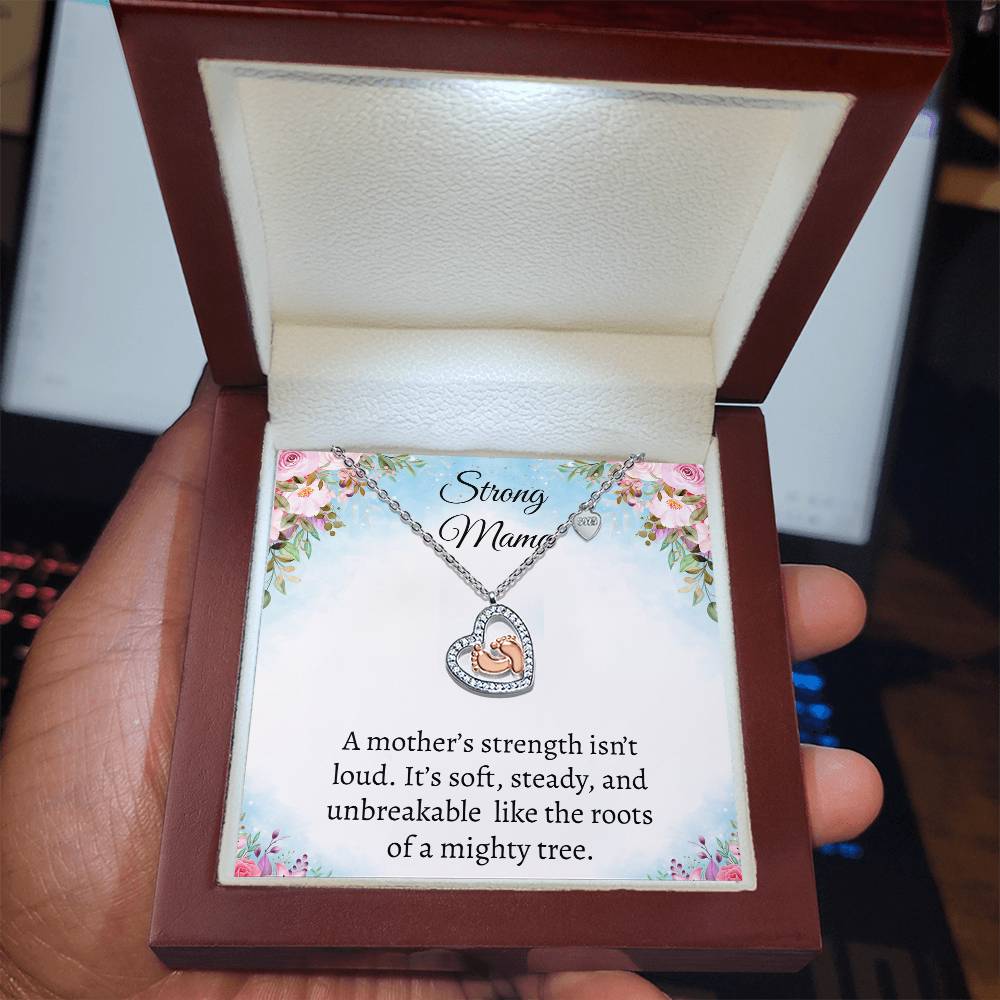 Strong
Mama
A mother’s strength isn’t
loud. It’s soft, steady, and
unbreakable like the roots
of a mighty tree.